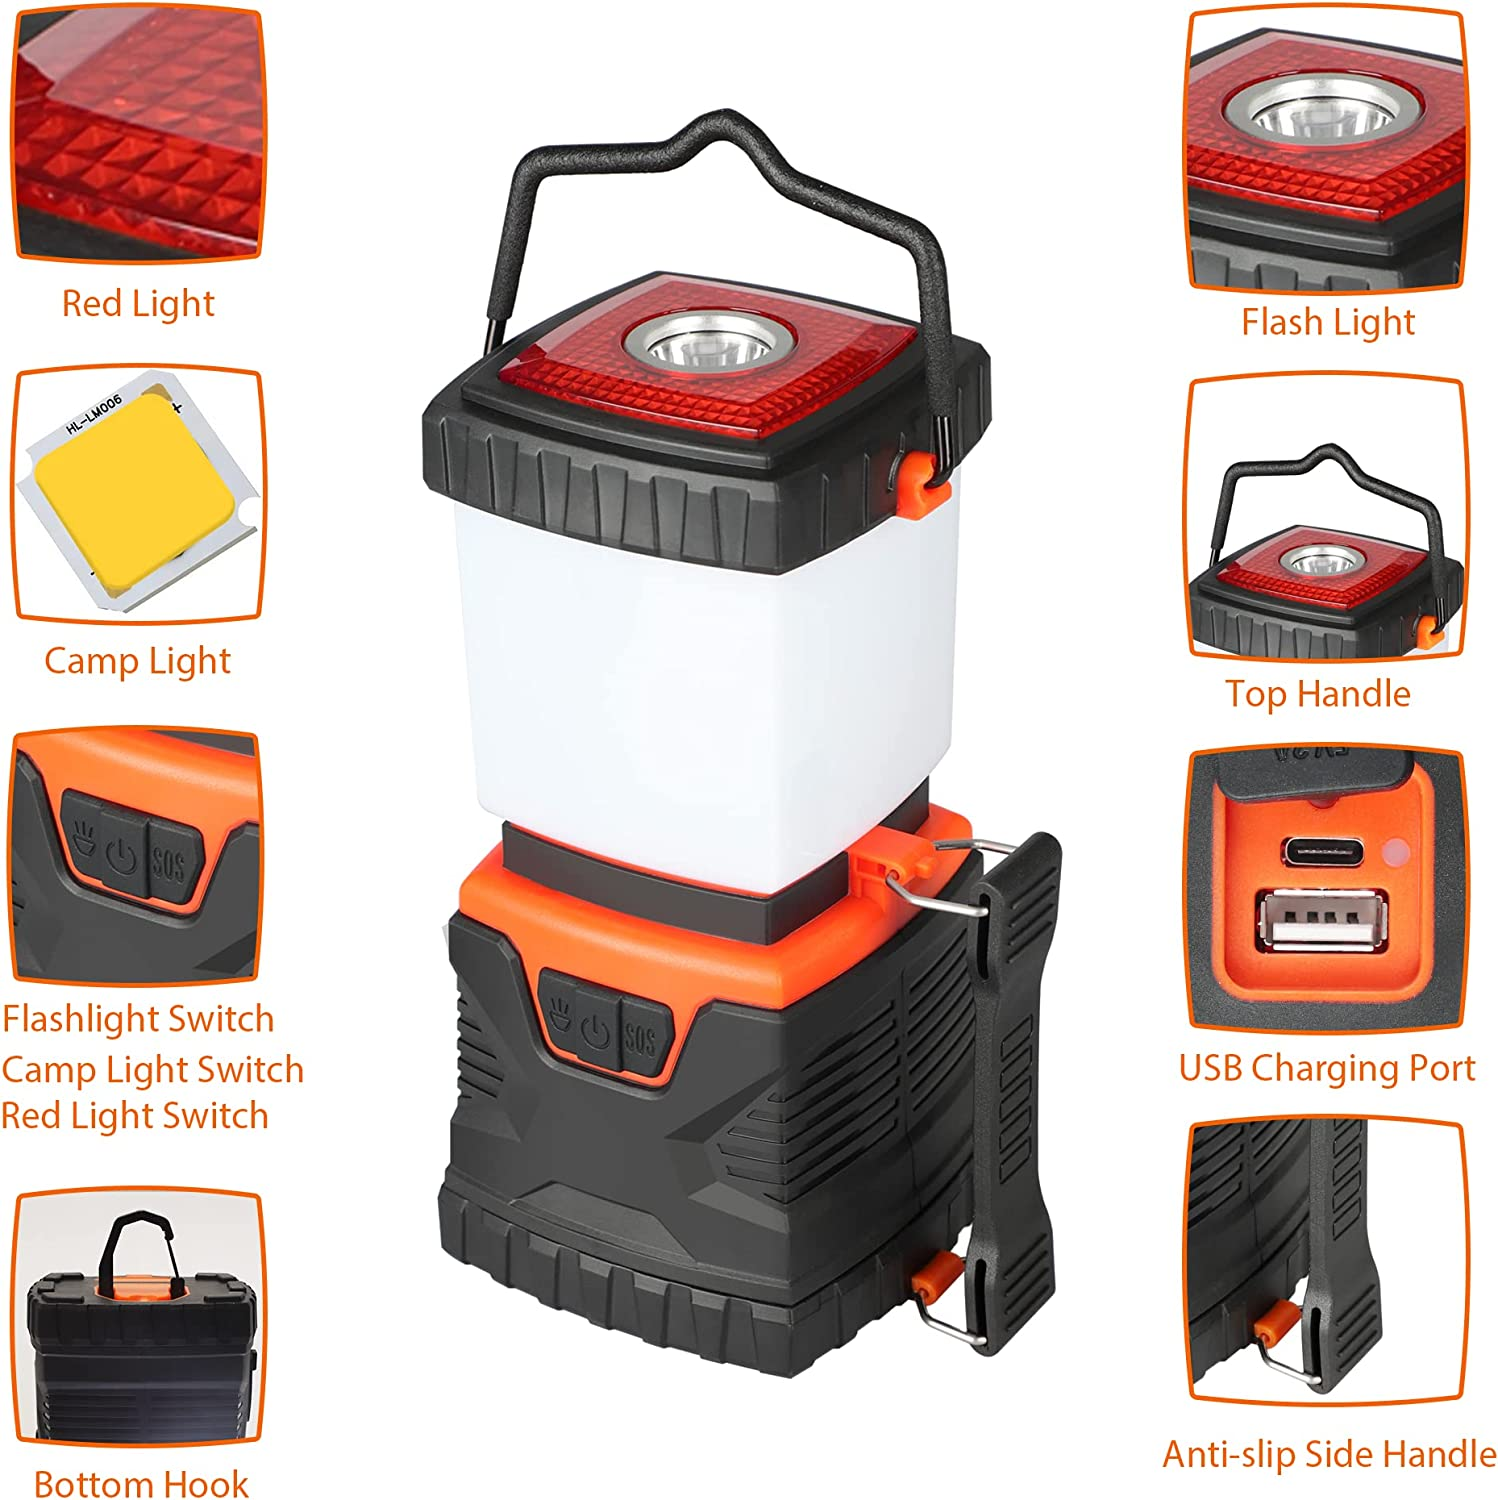 Red Light
HL-LM006
+
-
Camp Light
SOS
Flashlight Switch
Camp Light Switch
Red Light Switch
Bottom Hook
SOS
Flash Light
Top Handle
5V2A
USB Charging Port
Anti-slip Side Handle